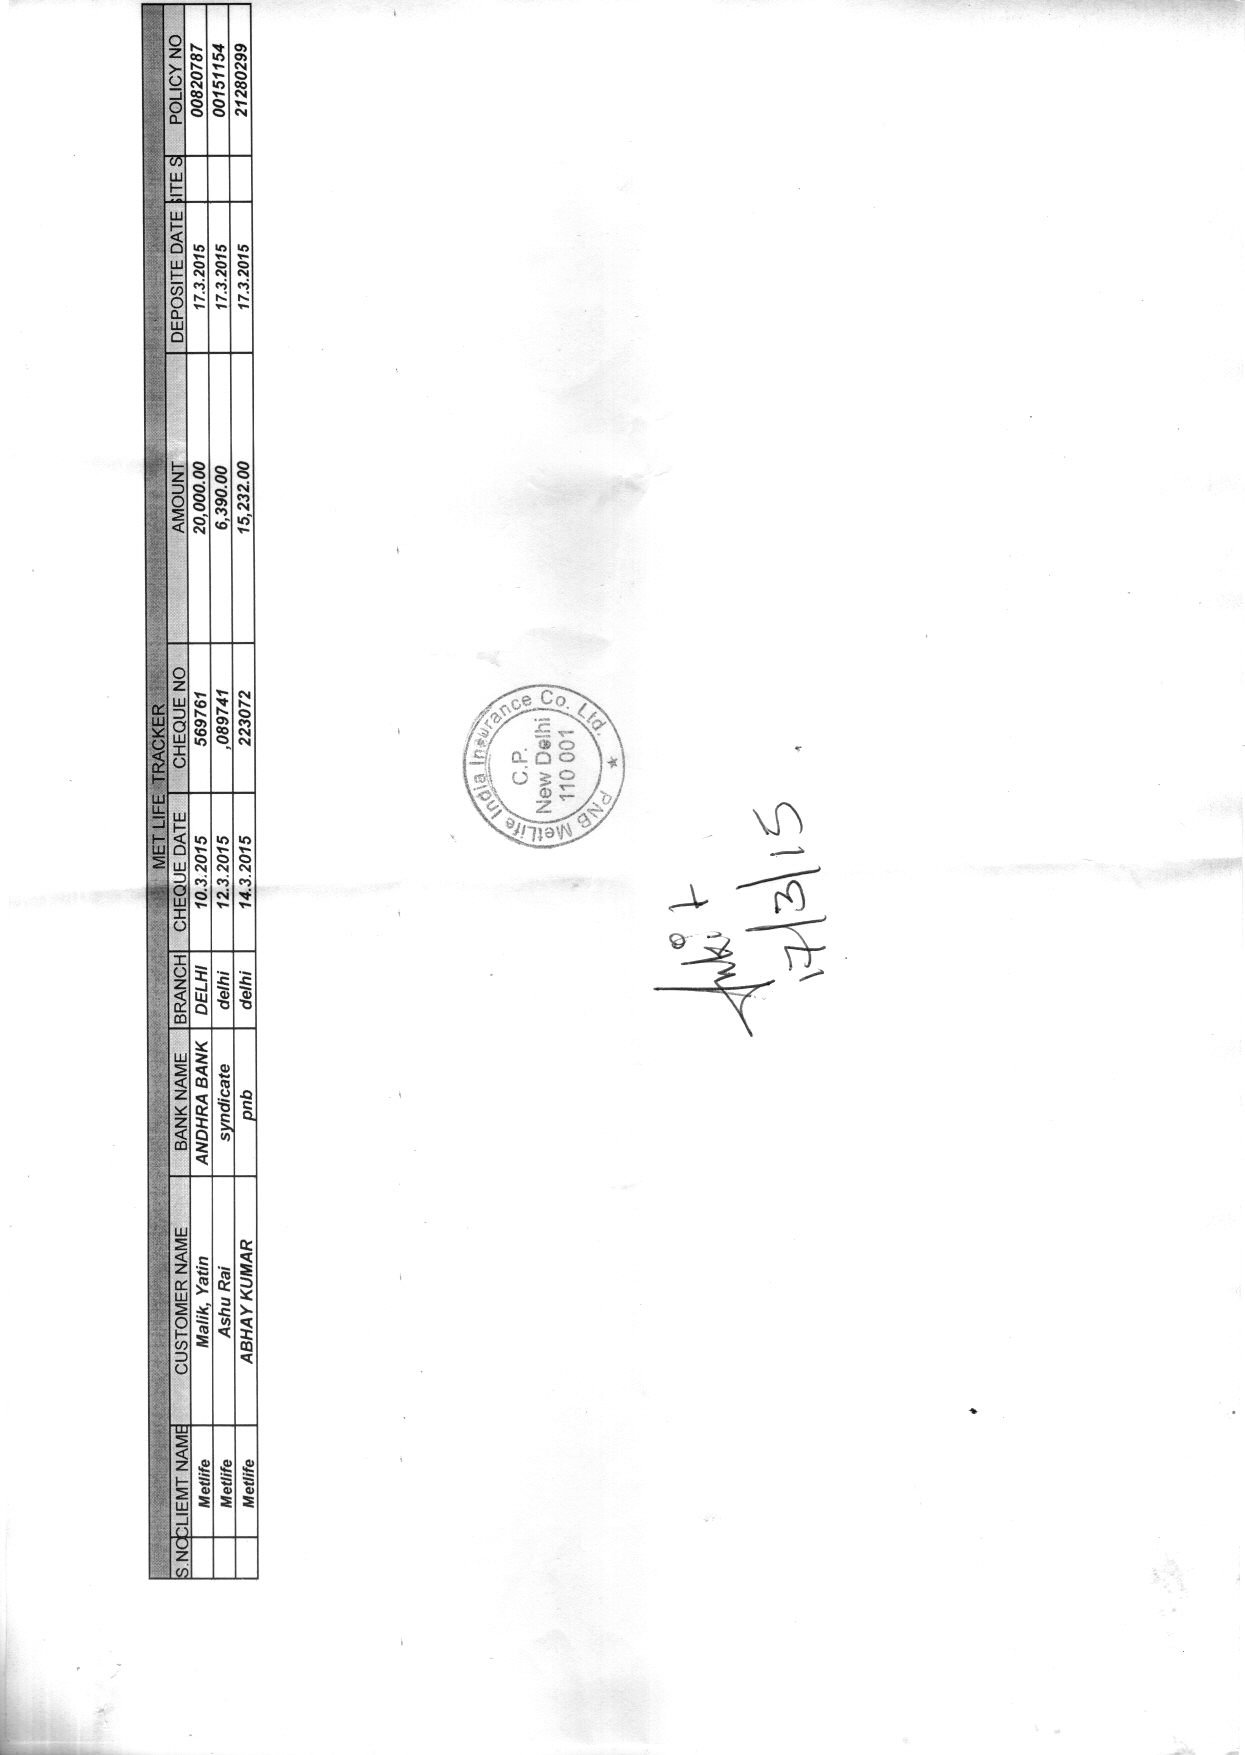 MET LIFE TRACKER
S.NO CLIEMT NAME CUSTOMER NAME BANK NAME BRANCH CHEQUE DATE CHEQUE NO AMOUNT DEPOSITE DATE SITE S POLICY NO
Metlife Malik, Yatin ANDHRA BANK DELHI 10.3.2015 569761 20,000.00 17.3.2015 00820787
Metlife Ashu Rai syndicate delhi 12.3.2015 ,089741 6,390.00 17.3.2015 00151154
Metlife ABHAY KUMAR pnb delhi 14.3.2015 223072 15,232.00 17.3.2015 21280299
PNB MetLife India Insurance Co. Ltd. ★
C.P.
New Delhi
110 001
Ankit
17/3/15